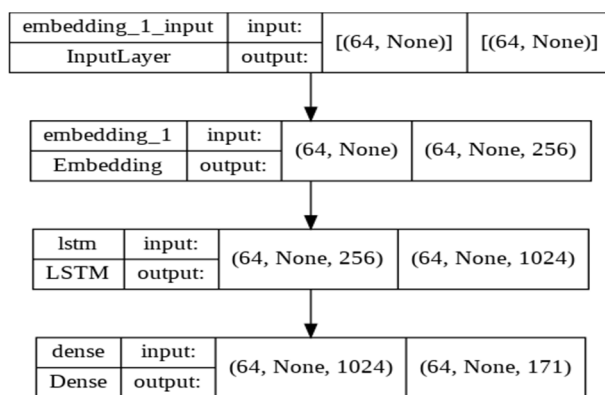 embedding_1_input input: [(64, None)] [(64, None)]
InputLayer output:
embedding_1 input: (64, None) (64, None, 256)
Embedding output:
lstm input: (64, None, 256) (64, None, 1024)
LSTM output:
dense input: (64, None, 1024) (64, None, 171)
Dense output: